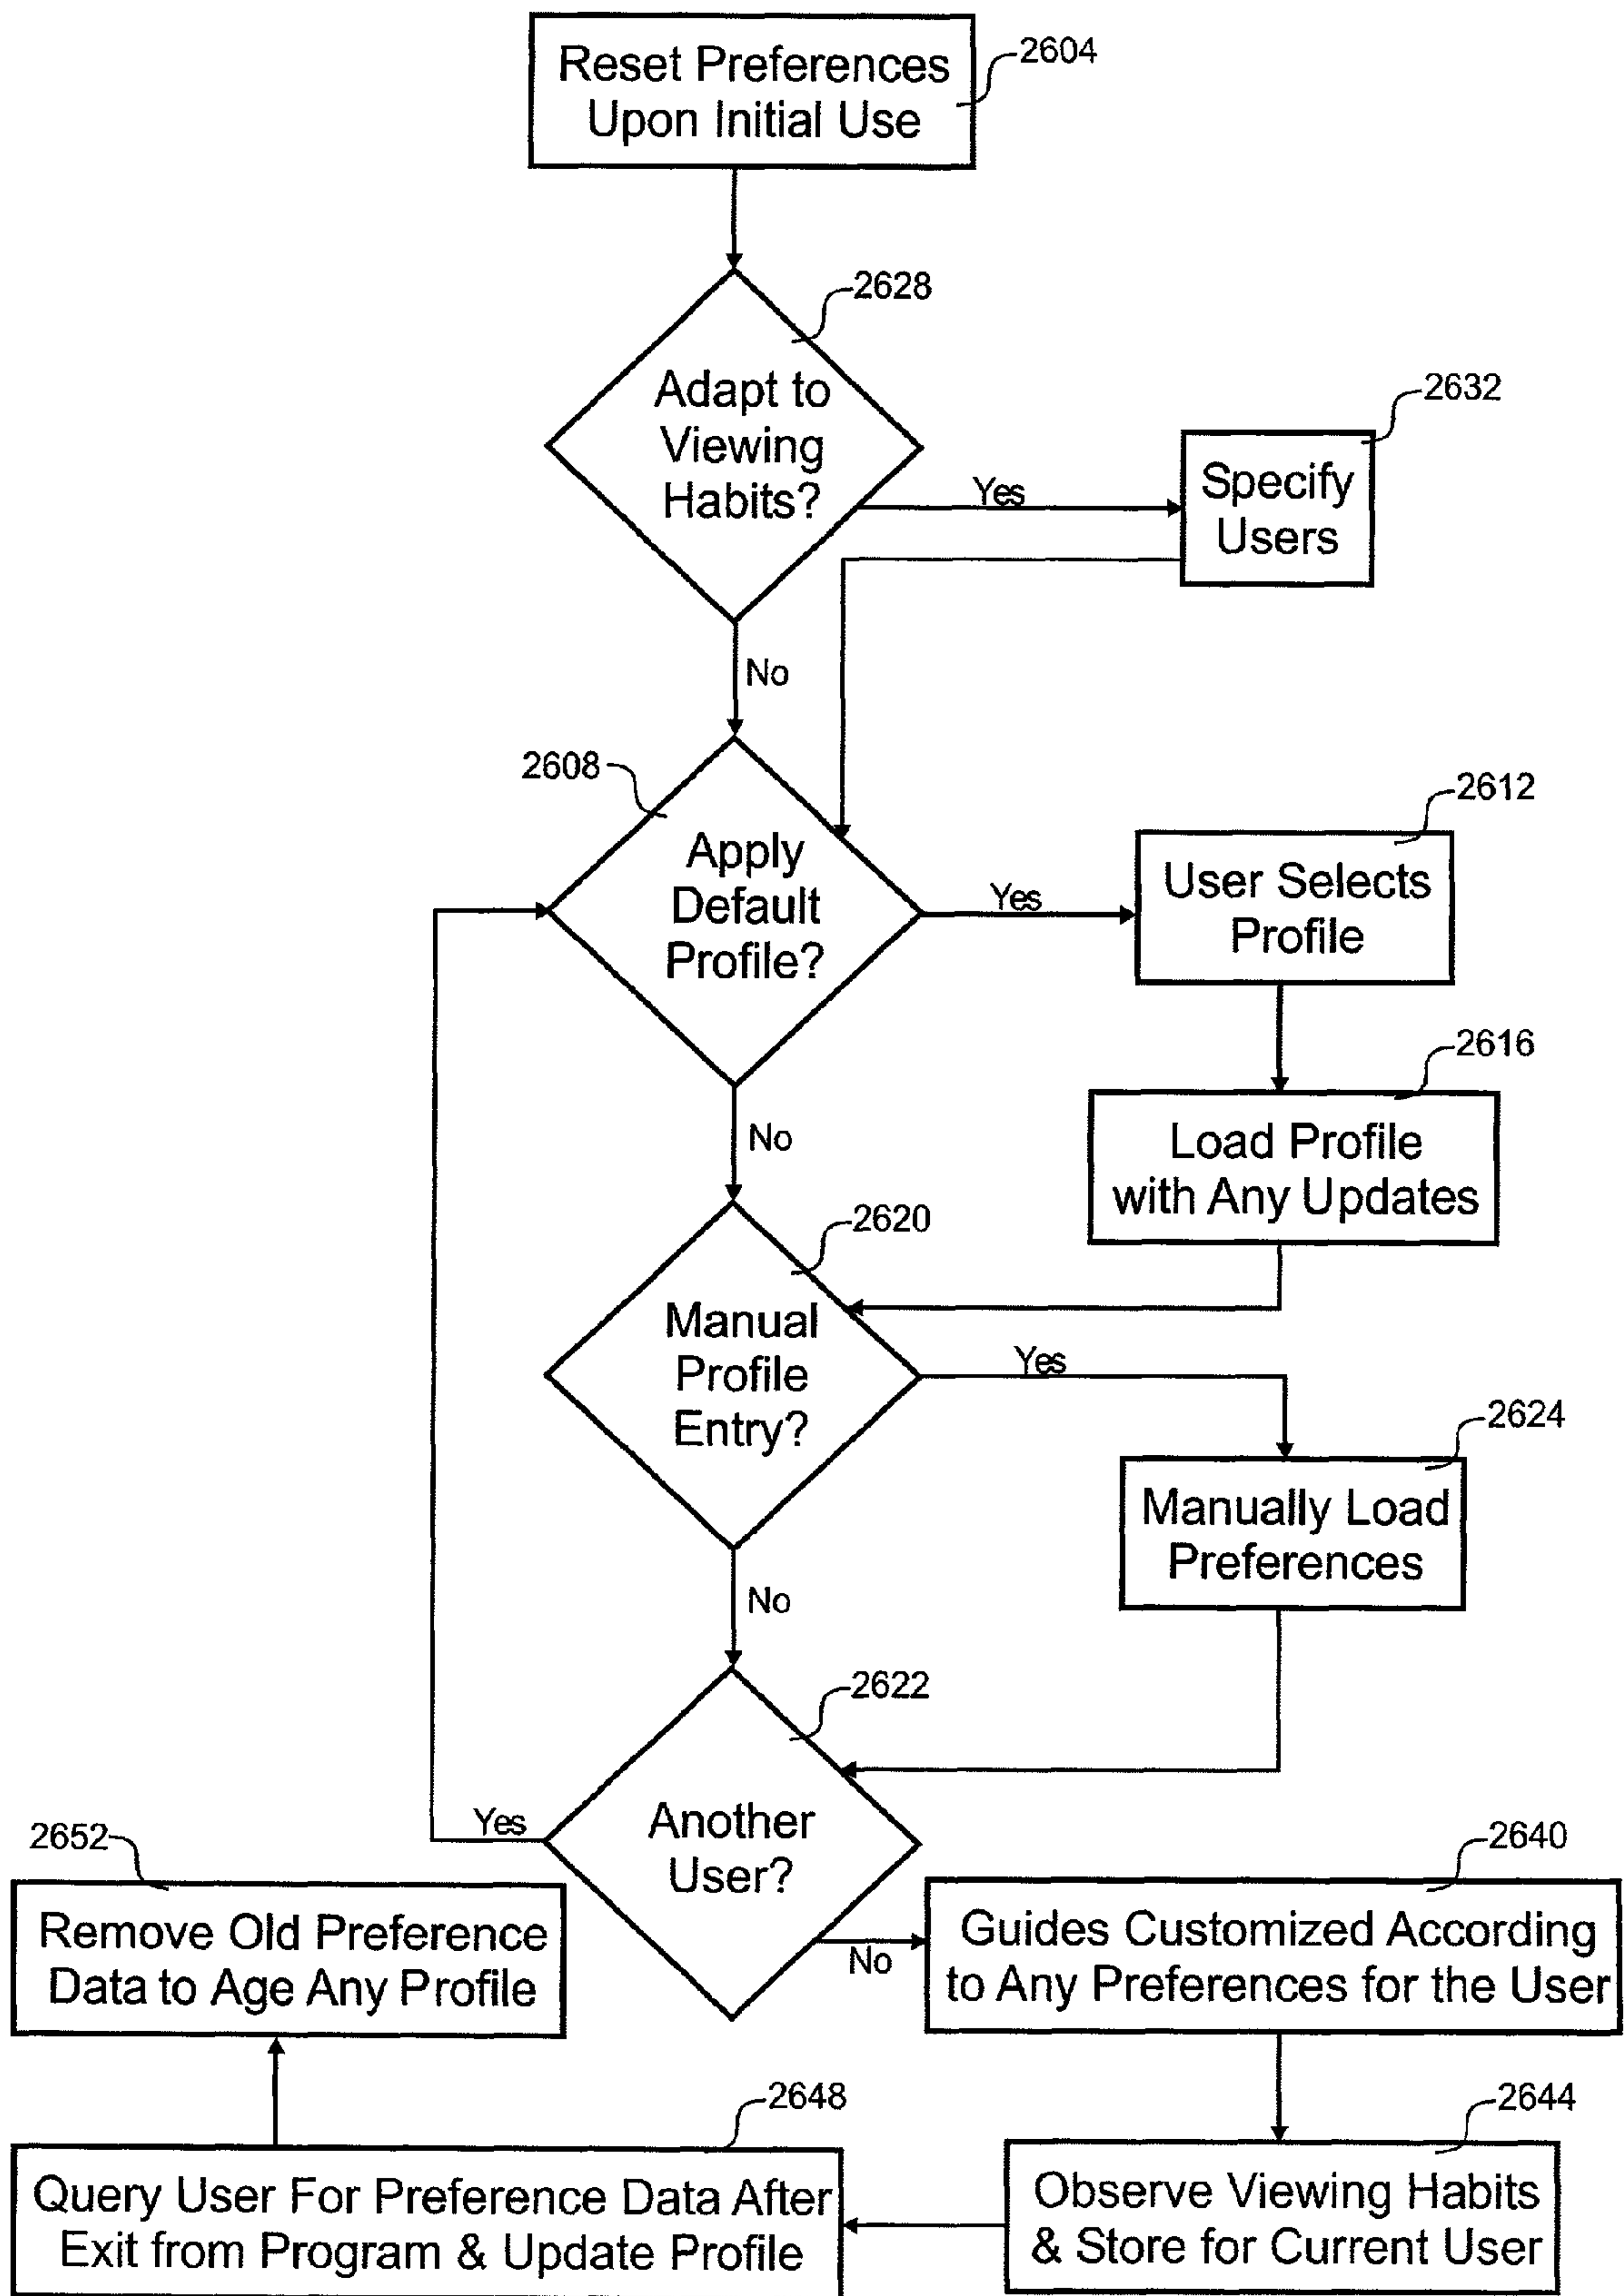 Reset Preferences
Upon Initial Use
2604
2628
Adapt to
Viewing
Habits?
Yes
2632
Specify
Users
No
2608
Apply
Default
Profile?
Yes
2612
User Selects
Profile
2616
Load Profile
with Any Updates
No
2620
Manual
Profile
Entry?
Yes
2624
Manually Load
Preferences
No
2622
Another
User?
Yes
No
2640
Guides Customized According
to Any Preferences for the User
2644
Observe Viewing Habits
& Store for Current User
2648
Query User For Preference Data After
Exit from Program & Update Profile
2652
Remove Old Preference
Data to Age Any Profile